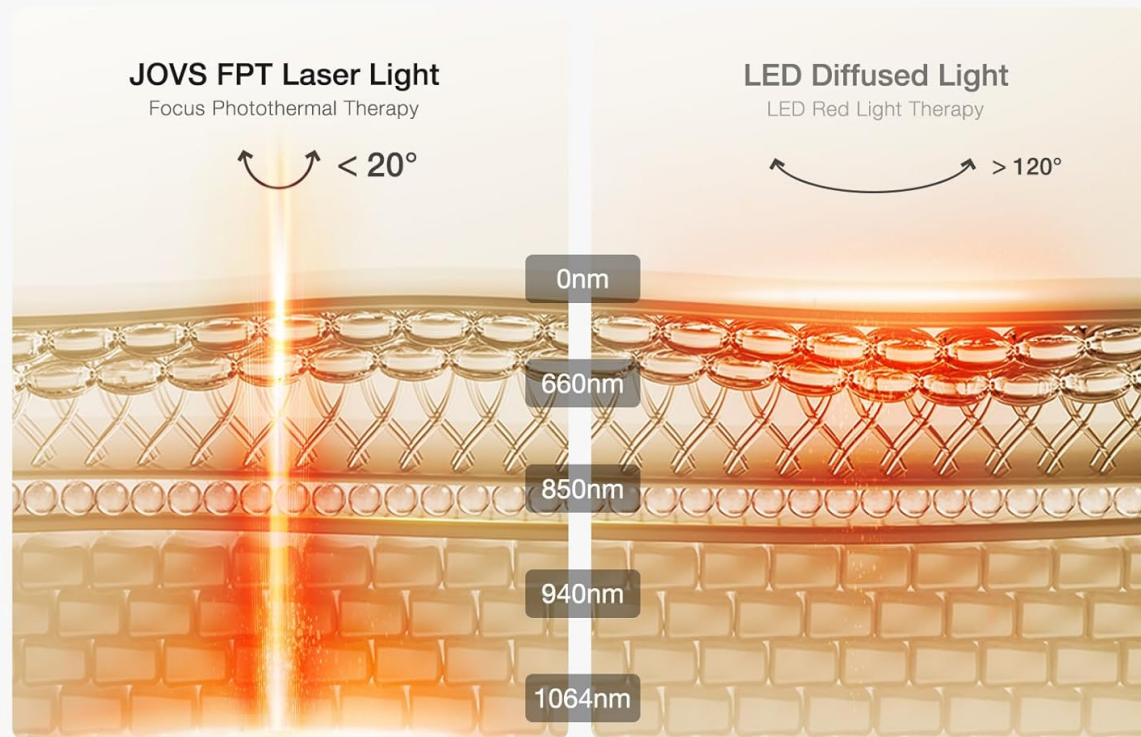 JOVS FPT Laser Light
Focus Photothermal Therapy
< 20°
LED Diffused Light
LED Red Light Therapy
> 120°
0nm
660nm
850nm
940nm
1064nm